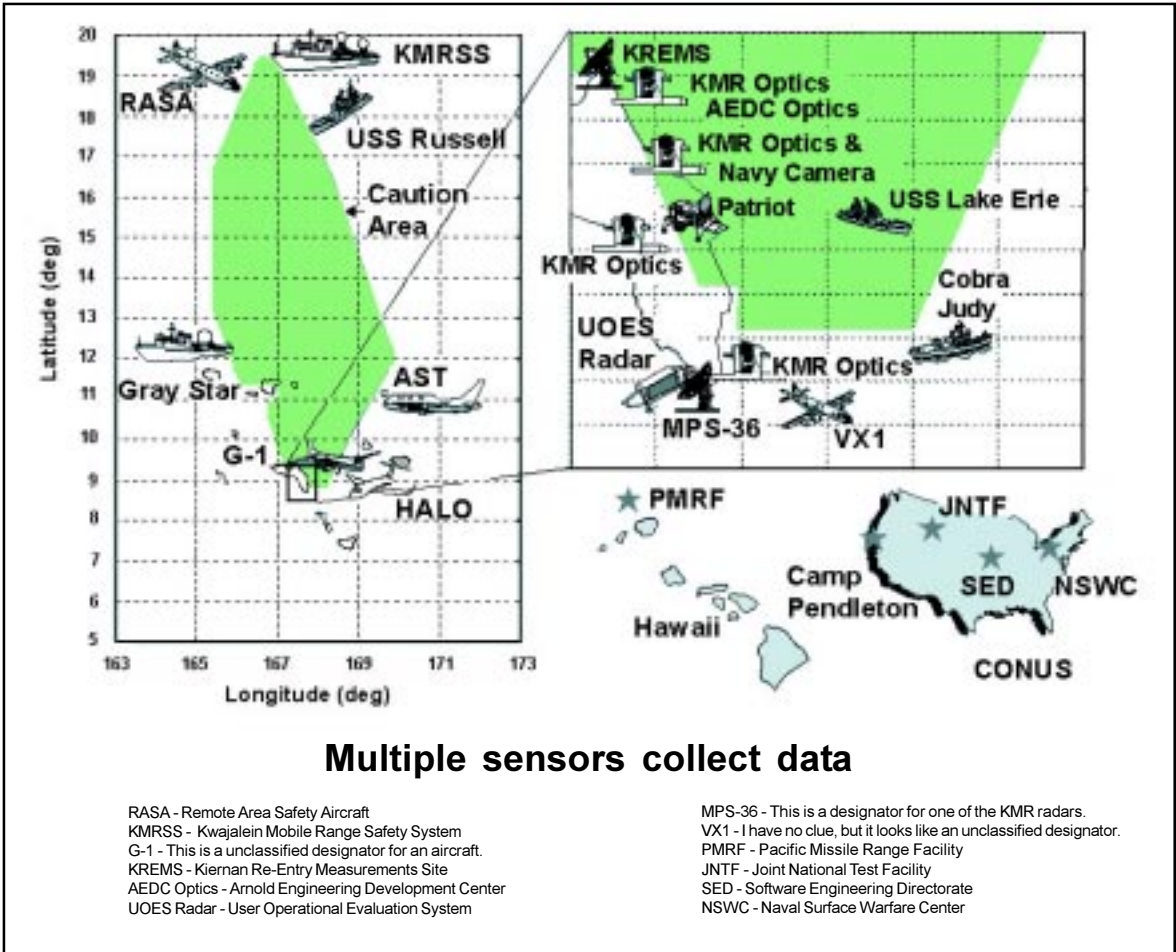 20
19
18
17
16
15
14
13
12
11
10
9
8
7
6
5
163 165 167 169 171 173
Latitude (deg)
Longitude (deg)
RASA
KMRSS
USS Russell
Caution
Area
Gray Star
AST
G-1
HALO
KREMS
KMR Optics
AEDC Optics
KMR Optics &
Navy Camera
Patriot
USS Lake Erie
KMR Optics
Cobra
Judy
UOES
Radar
KMR Optics
MPS-36
VX1
PMRF
Hawaii
JNTF
Camp
Pendleton
SED
NSWC
CONUS
Multiple sensors collect data
RASA - Remote Area Safety Aircraft
KMRSS - Kwajalein Mobile Range Safety System
G-1 - This is a unclassified designator for an aircraft.
KREMS - Kiernan Re-Entry Measurements Site
AEDC Optics - Arnold Engineering Development Center
UOES Radar - User Operational Evaluation System
MPS-36 - This is a designator for one of the KMR radars.
VX1 - I have no clue, but it looks like an unclassified designator.
PMRF - Pacific Missile Range Facility
JNTF - Joint National Test Facility
SED - Software Engineering Directorate
NSWC - Naval Surface Warfare Center